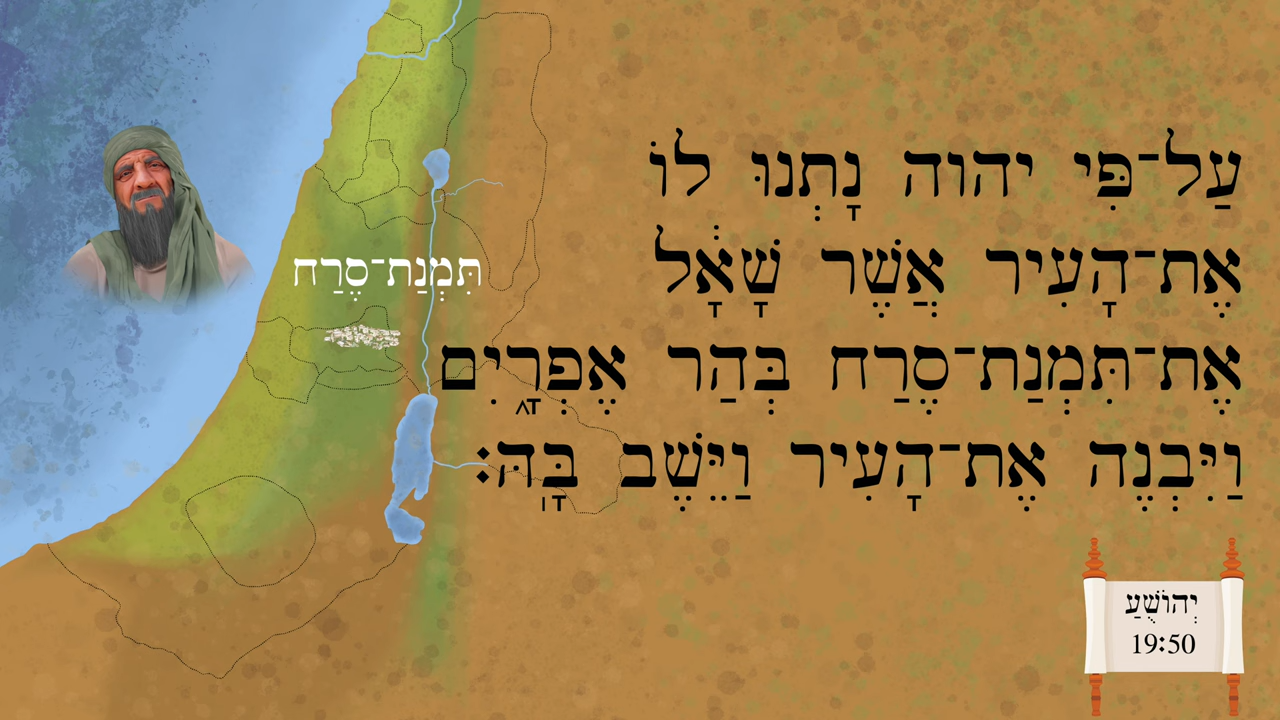 עַל־פִּי יהוה נָתְנוּ לוֹ
אֶת־הָעִיר אֲשֶׁר שָׁאָ֔ל
אֶת־תִּמְנַת־סֶרַח בְּהַר אֶפְרָ֑יִם
וַיִּבְנֶה אֶת־הָעִיר וַיֵּשֶׁב בָּֽהּ׃
תִּמְנַת־סֶרַח
יְהוֹשֻׁעַ
19:50